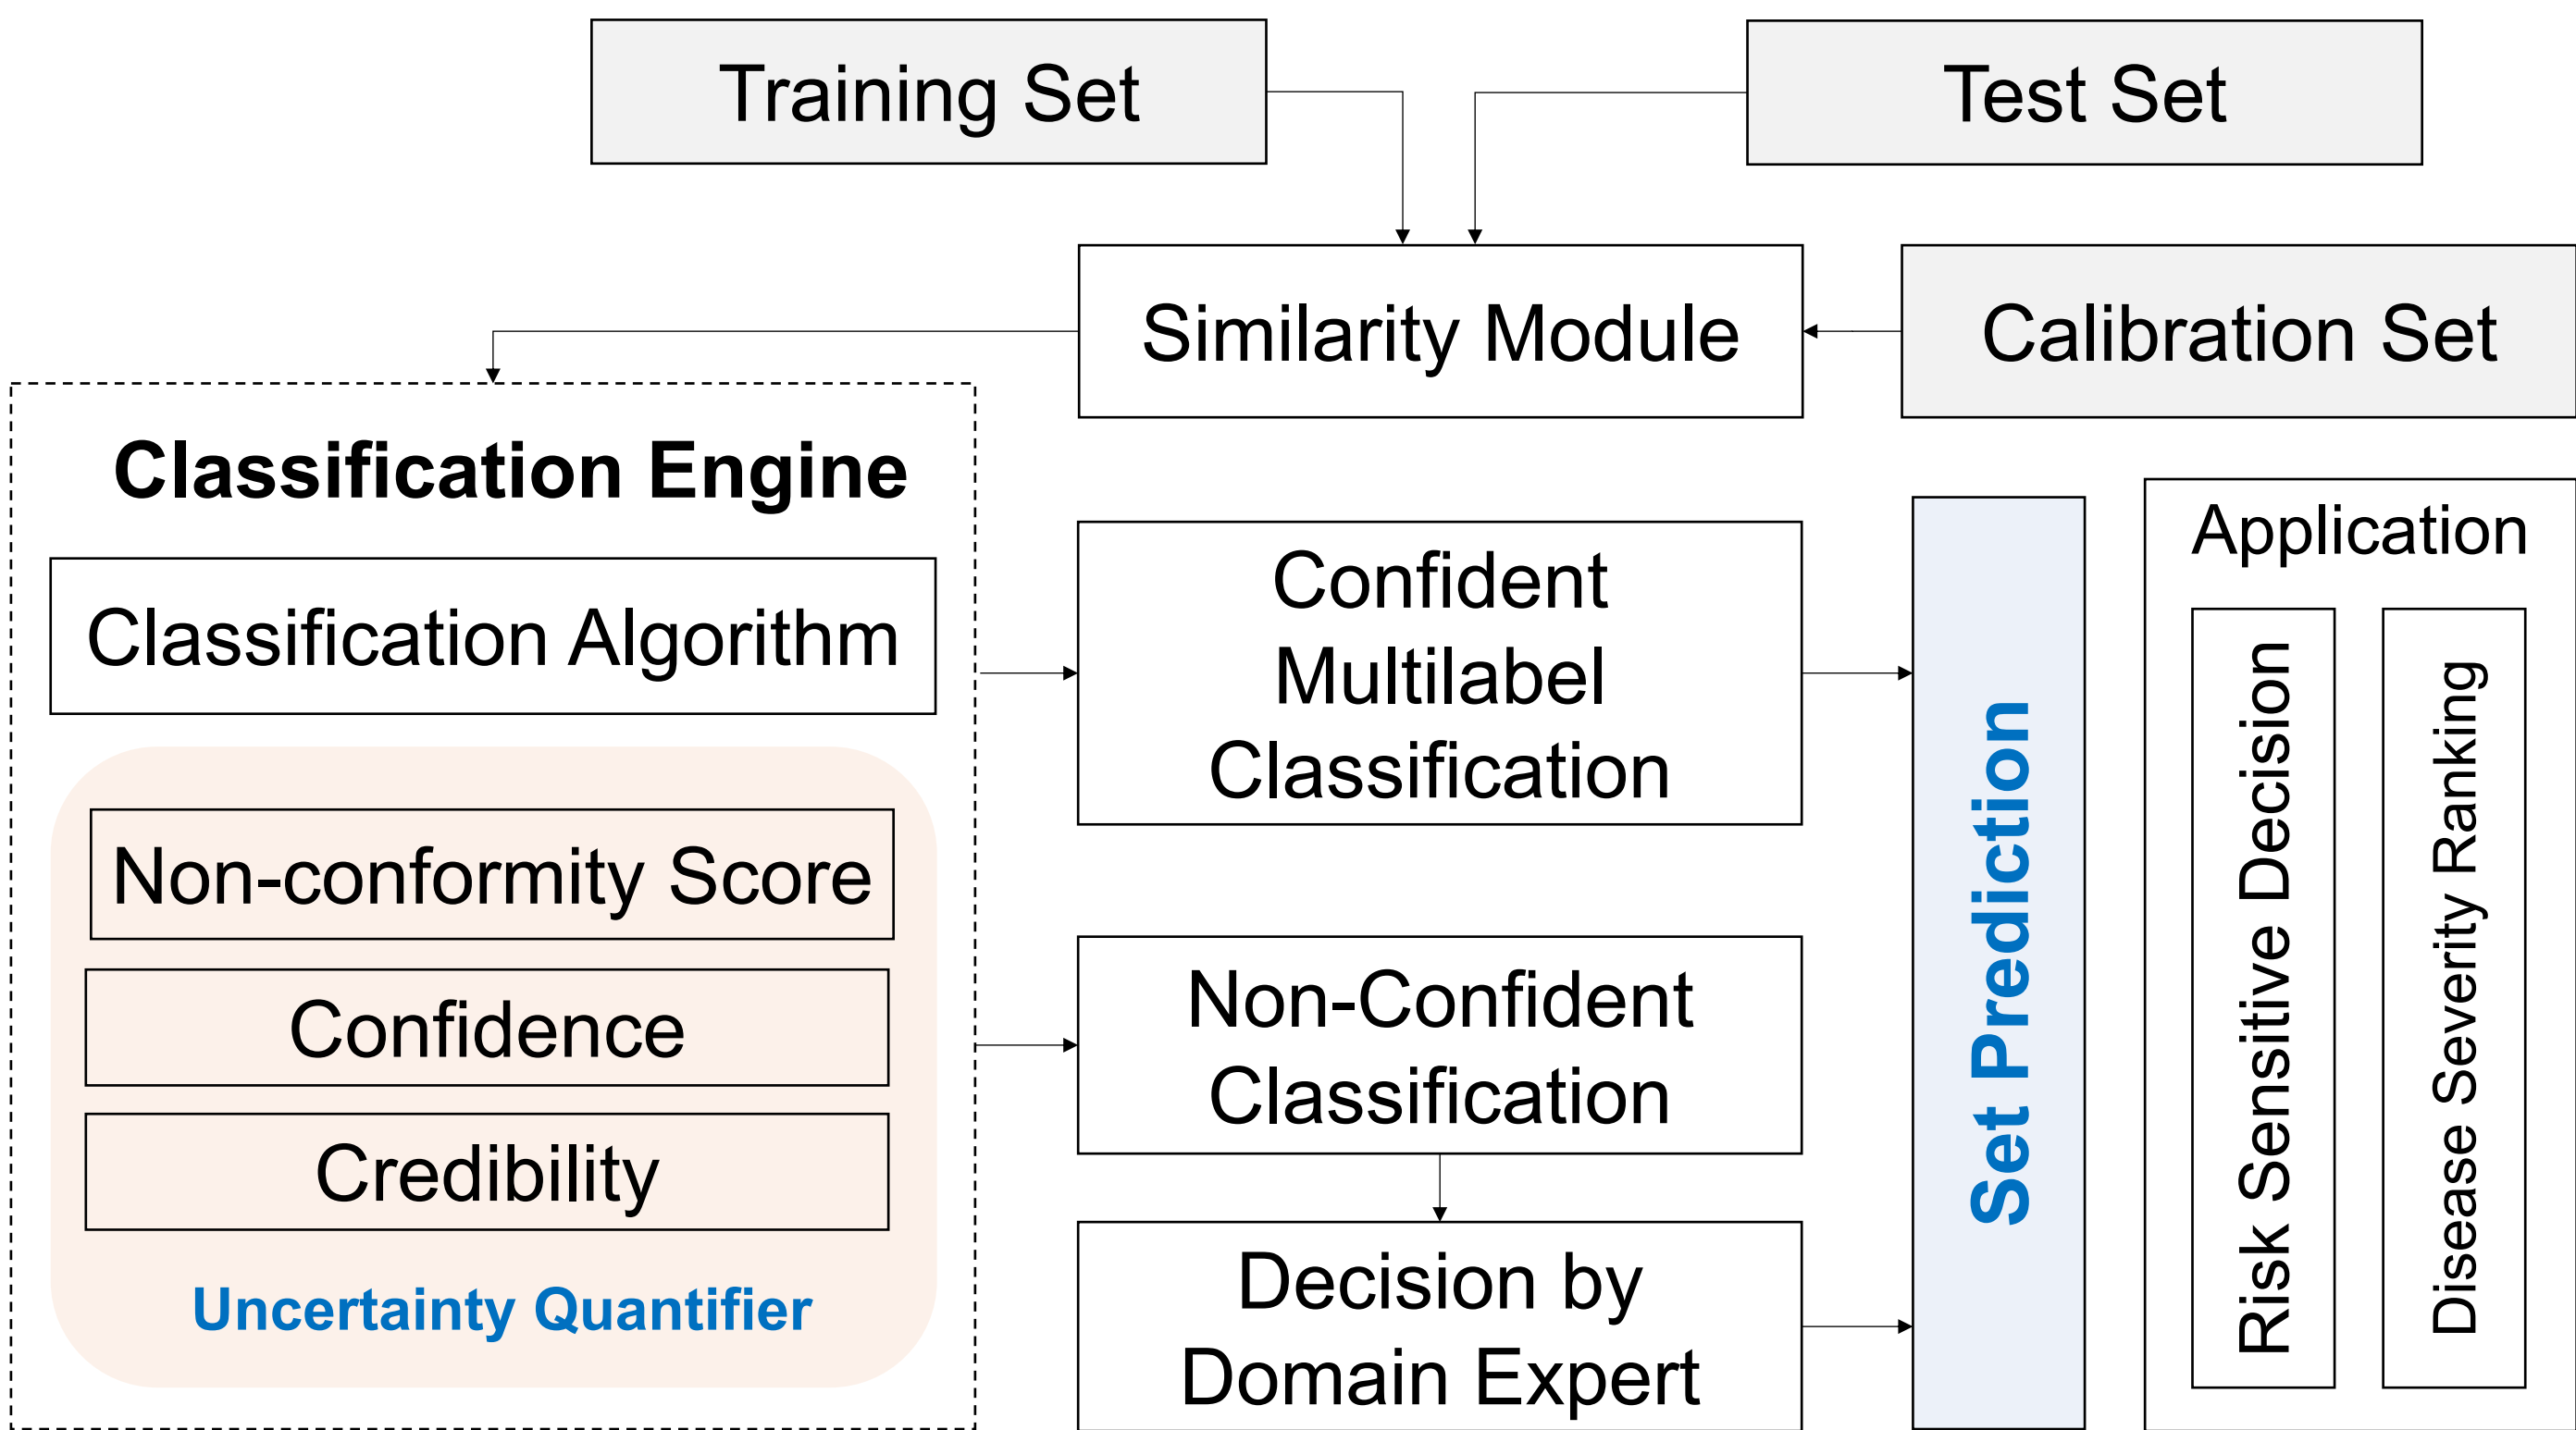 Training Set
Test Set
Similarity Module
Calibration Set
Classification Engine
Classification Algorithm
Non-conformity Score
Confidence
Credibility
Uncertainty Quantifier
Confident
Multilabel
Classification
Non-Confident
Classification
Decision by
Domain Expert
Set Prediction
Application
Risk Sensitive Decision
Disease Severity Ranking